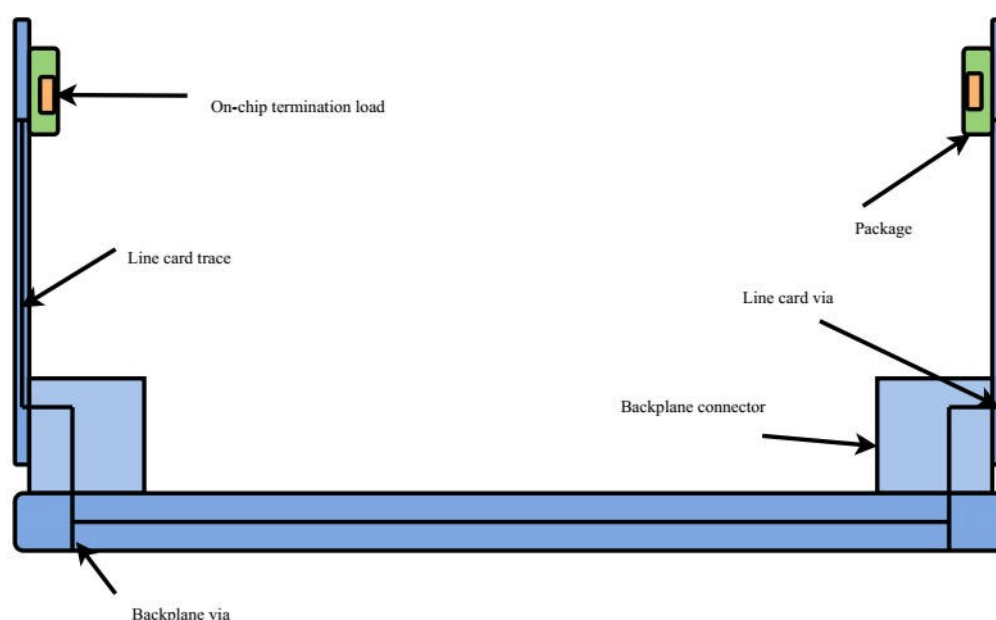 On-chip termination load
Package
Line card trace
Line card via
Backplane connector
Backplane via